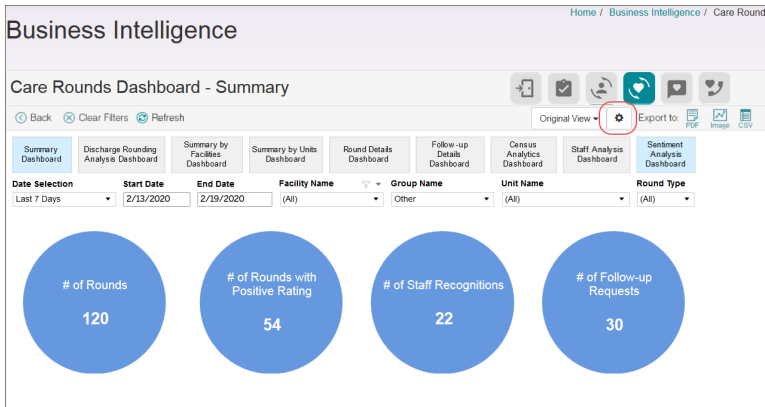 Home / Business Intelligence / Care Round
Business Intelligence
Care Rounds Dashboard - Summary
Back Clear Filters Refresh
Original View Export to: PDF Image CSV
Summary Dashboard
Discharge Rounding Analysis Dashboard
Summary by Facilities Dashboard
Summary by Units Dashboard
Round Details Dashboard
Follow-up Details Dashboard
Census Analytics Dashboard
Staff Analysis Dashboard
Sentiment Analysis Dashboard
Date Selection Start Date End Date Facility Name Group Name Unit Name Round Type
Last 7 Days 2/13/2020 2/19/2020 (All) Other (All) (All)
# of Rounds
120
# of Rounds with
Positive Rating
54
# of Staff Recognitions
22
# of Follow-up
Requests
30